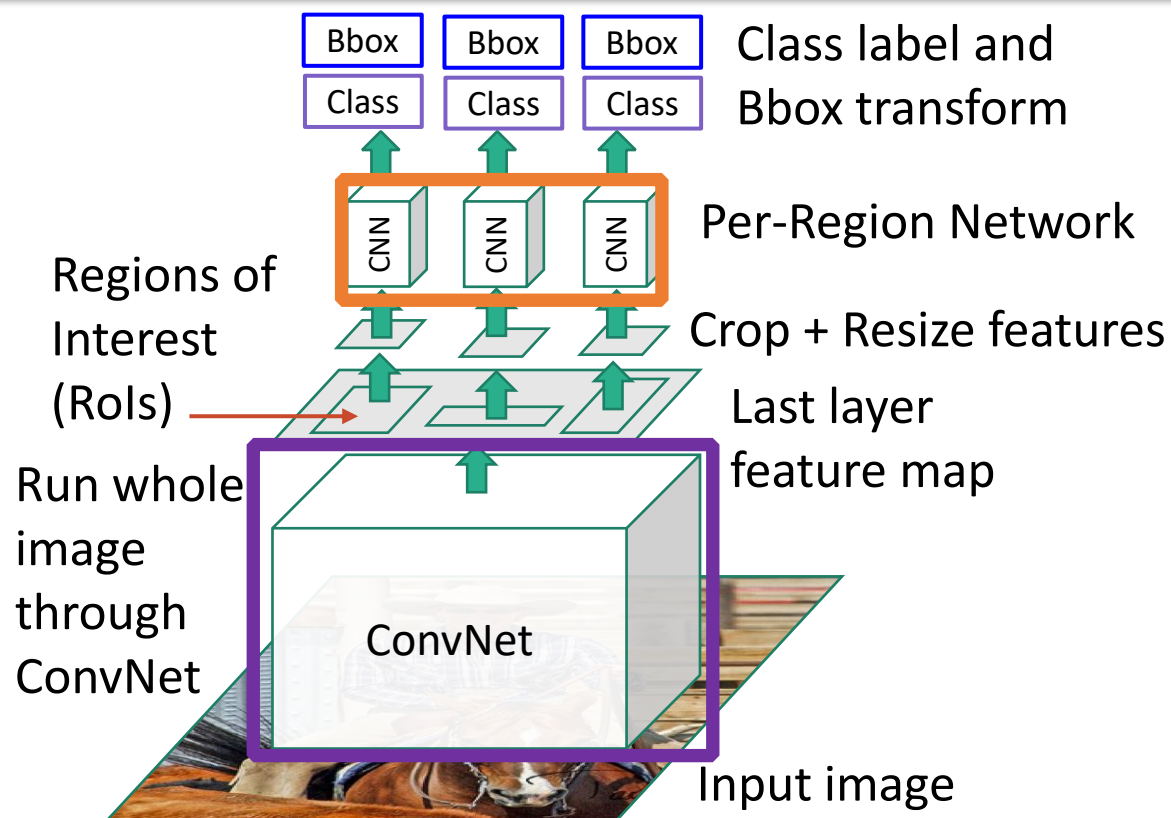 Bbox Bbox Bbox
Class Class Class
Class label and
Bbox transform
CNN CNN CNN
Per-Region Network
Regions of
Interest
(RoIs)
Crop + Resize features
Last layer
feature map
Run whole
image
through
ConvNet
ConvNet
Input image